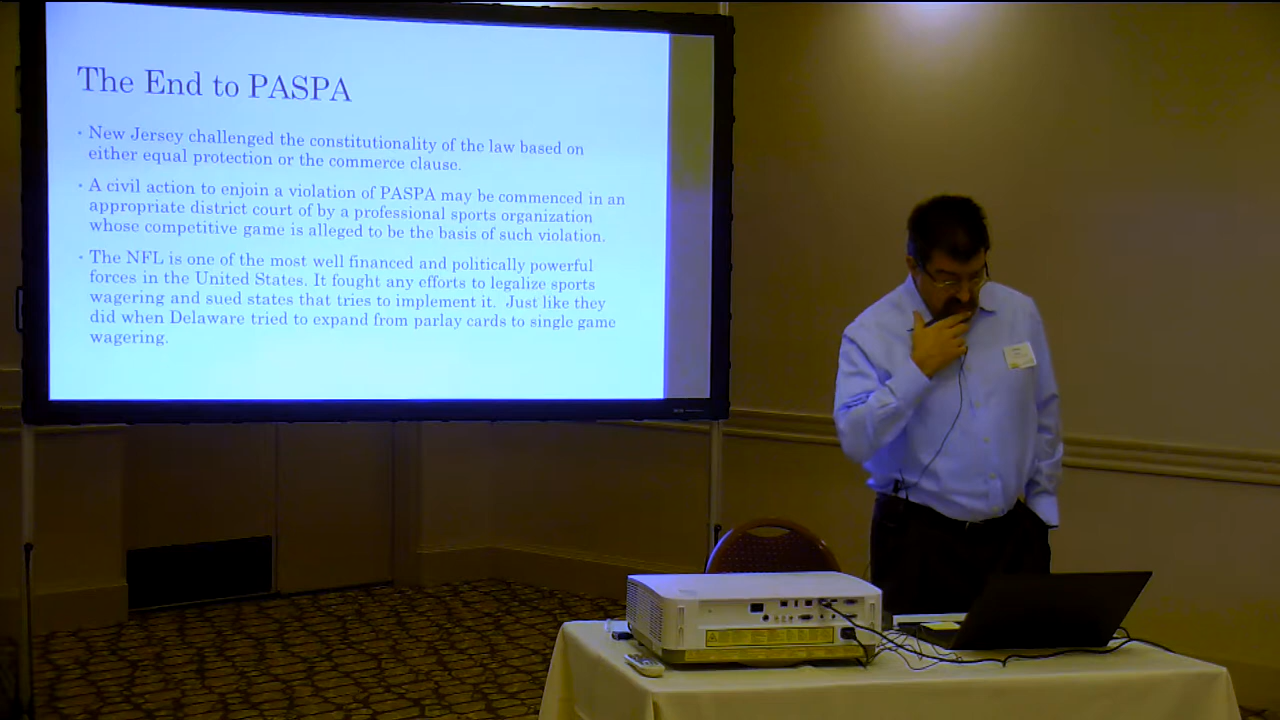 The End to PASPA
• New Jersey challenged the constitutionality of the law based on
either equal protection or the commerce clause.
• A civil action to enjoin a violation of PASPA may be commenced in an
appropriate district court of by a professional sports organization
whose competitive game is alleged to be the basis of such violation.
• The NFL is one of the most well financed and politically powerful
forces in the United States. It fought any efforts to legalize sports
wagering and sued states that tries to implement it. Just like they
did when Delaware tried to expand from parlay cards to single game
wagering.